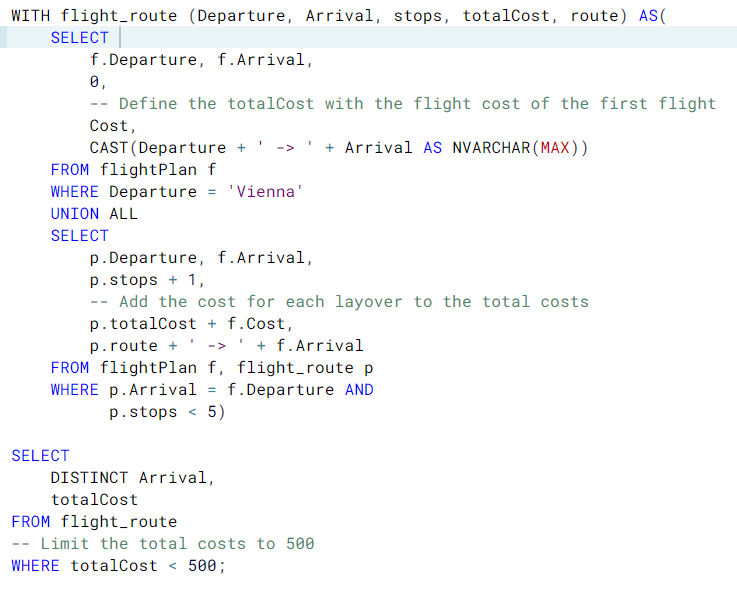 WITH flight_route (Departure, Arrival, stops, totalCost, route) AS(
    SELECT
        f.Departure, f.Arrival,
        0,
        -- Define the totalCost with the flight cost of the first flight
        Cost,
        CAST(Departure + ' -> ' + Arrival AS NVARCHAR(MAX))
    FROM flightPlan f
    WHERE Departure = 'Vienna'
    UNION ALL
    SELECT
        p.Departure, f.Arrival,
        p.stops + 1,
        -- Add the cost for each layover to the total costs
        p.totalCost + f.Cost,
        p.route + ' -> ' + f.Arrival
    FROM flightPlan f, flight_route p
    WHERE p.Arrival = f.Departure AND
          p.stops < 5)

SELECT
    DISTINCT Arrival,
    totalCost
FROM flight_route
-- Limit the total costs to 500
WHERE totalCost < 500;